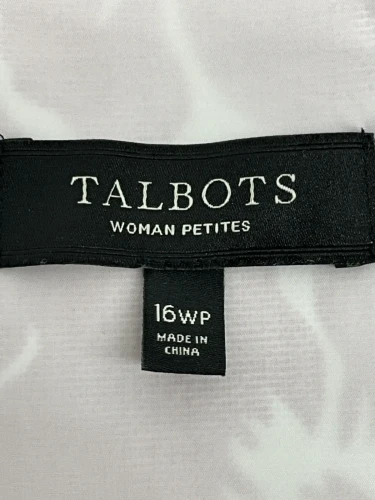 TALBOTS
WOMAN PETITES
16WP
MADE IN
CHINA